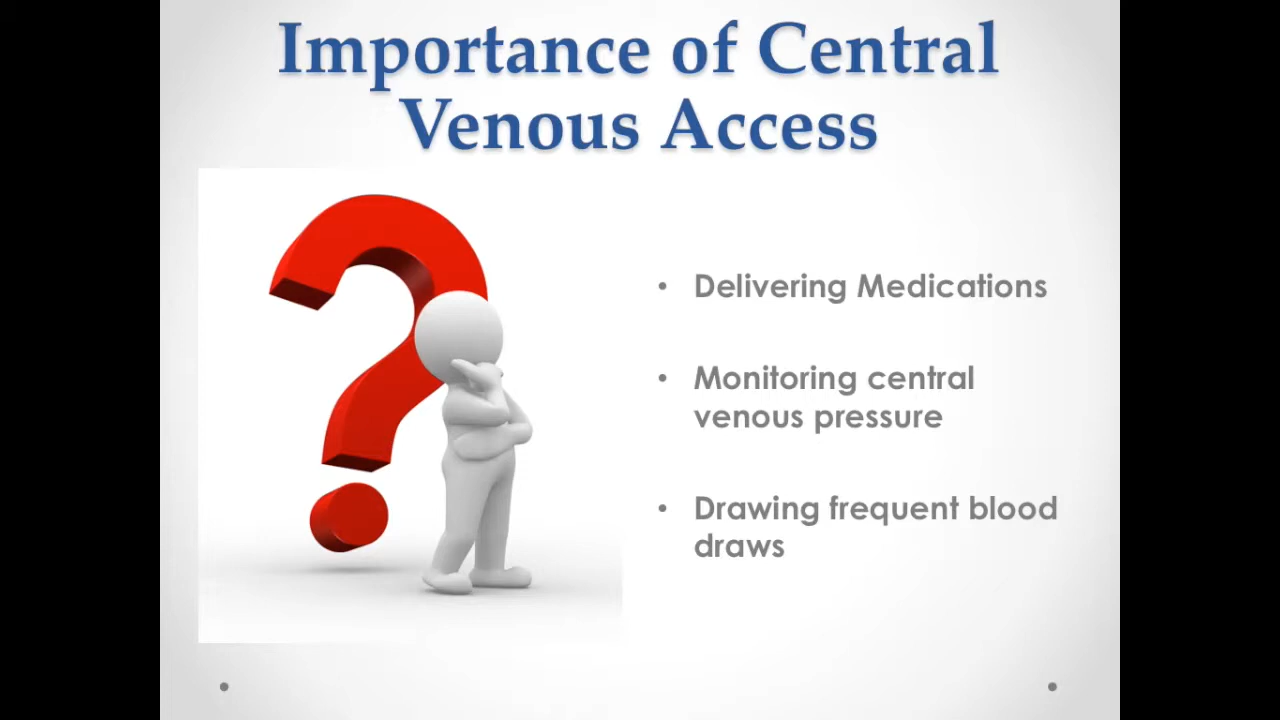 Importance of Central
Venous Access
• Delivering Medications
• Monitoring central
venous pressure
• Drawing frequent blood
draws